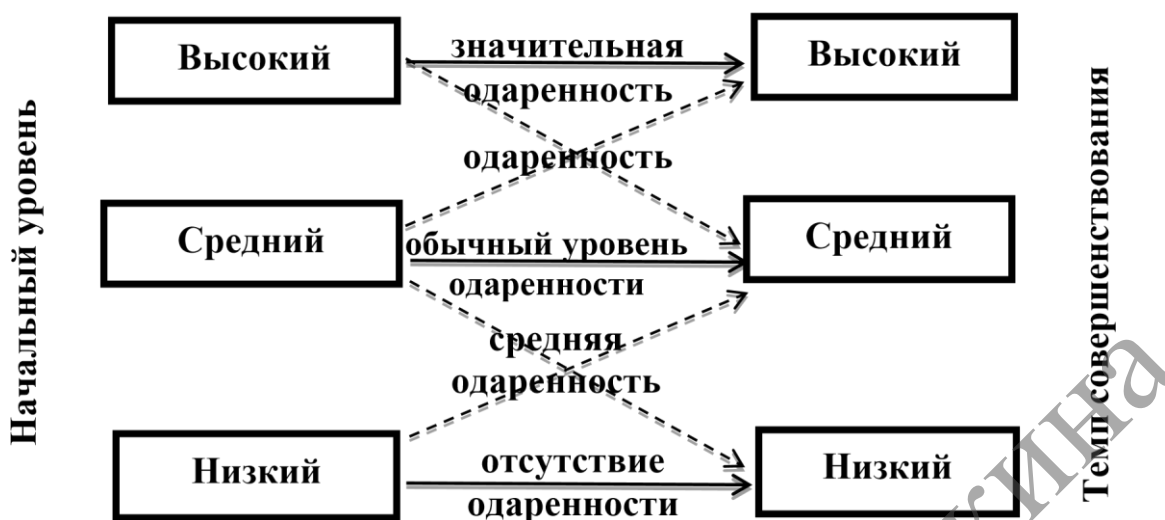 Начальный уровень
Высокий
значительная
одаренность
Высокий
одаренность
Средний
обычный уровень
одаренности
Средний
средняя
одаренность
Низкий
отсутствие
одаренности
Низкий
Темп совершенствования